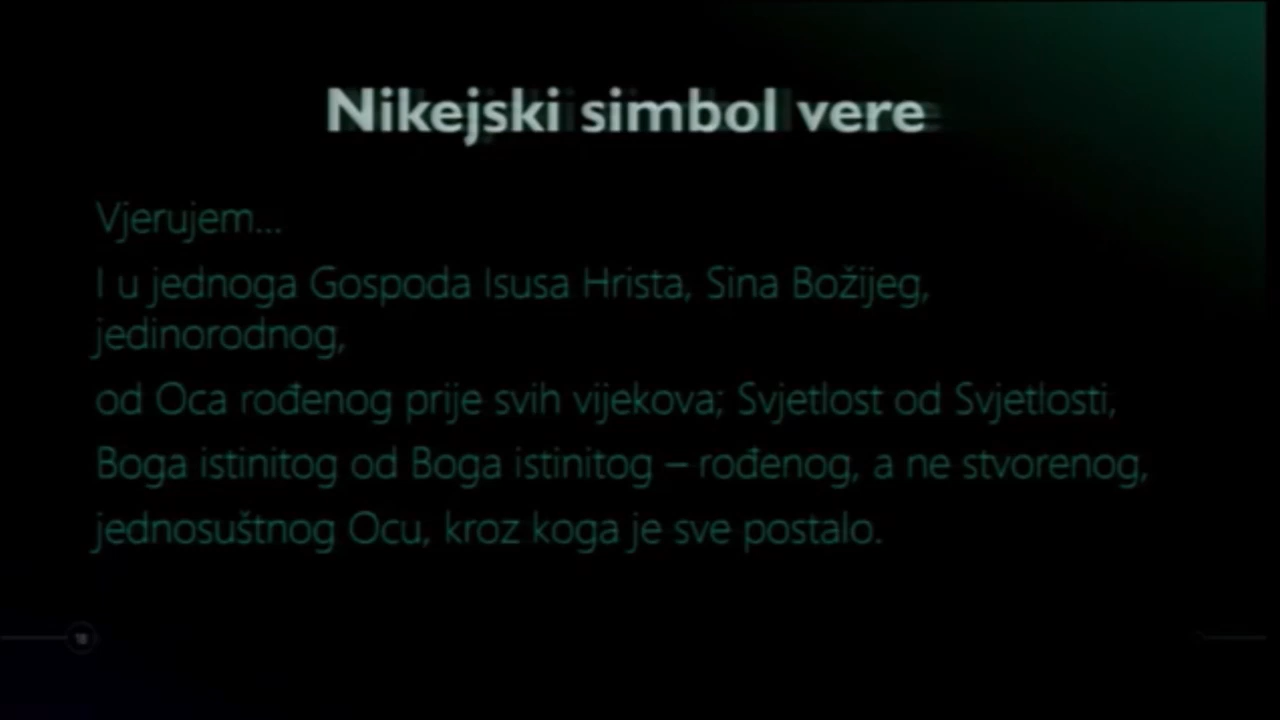 Nikejski simbol vere
Vjerujem...
I u jednoga Gospoda Isusa Hrista, Sina Božijeg,
jedinorodnog,
od Oca rođenog prije svih vijekova; Svjetlost od Svjetlosti,
Boga istinitog od Boga istinitog – rođenog, a ne stvorenog,
jednosuštnog Ocu, kroz koga je sve postalo.